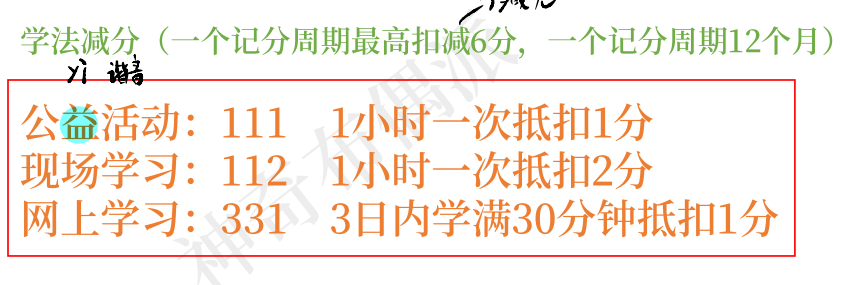 学法减分（一个记分周期最高扣减6分，一个记分周期12个月）
yì 谐音
公益活动：111 1小时一次抵扣1分
现场学习：112 1小时一次抵扣2分
网上学习：331 3日内学满30分钟抵扣1分
神奇布偶派